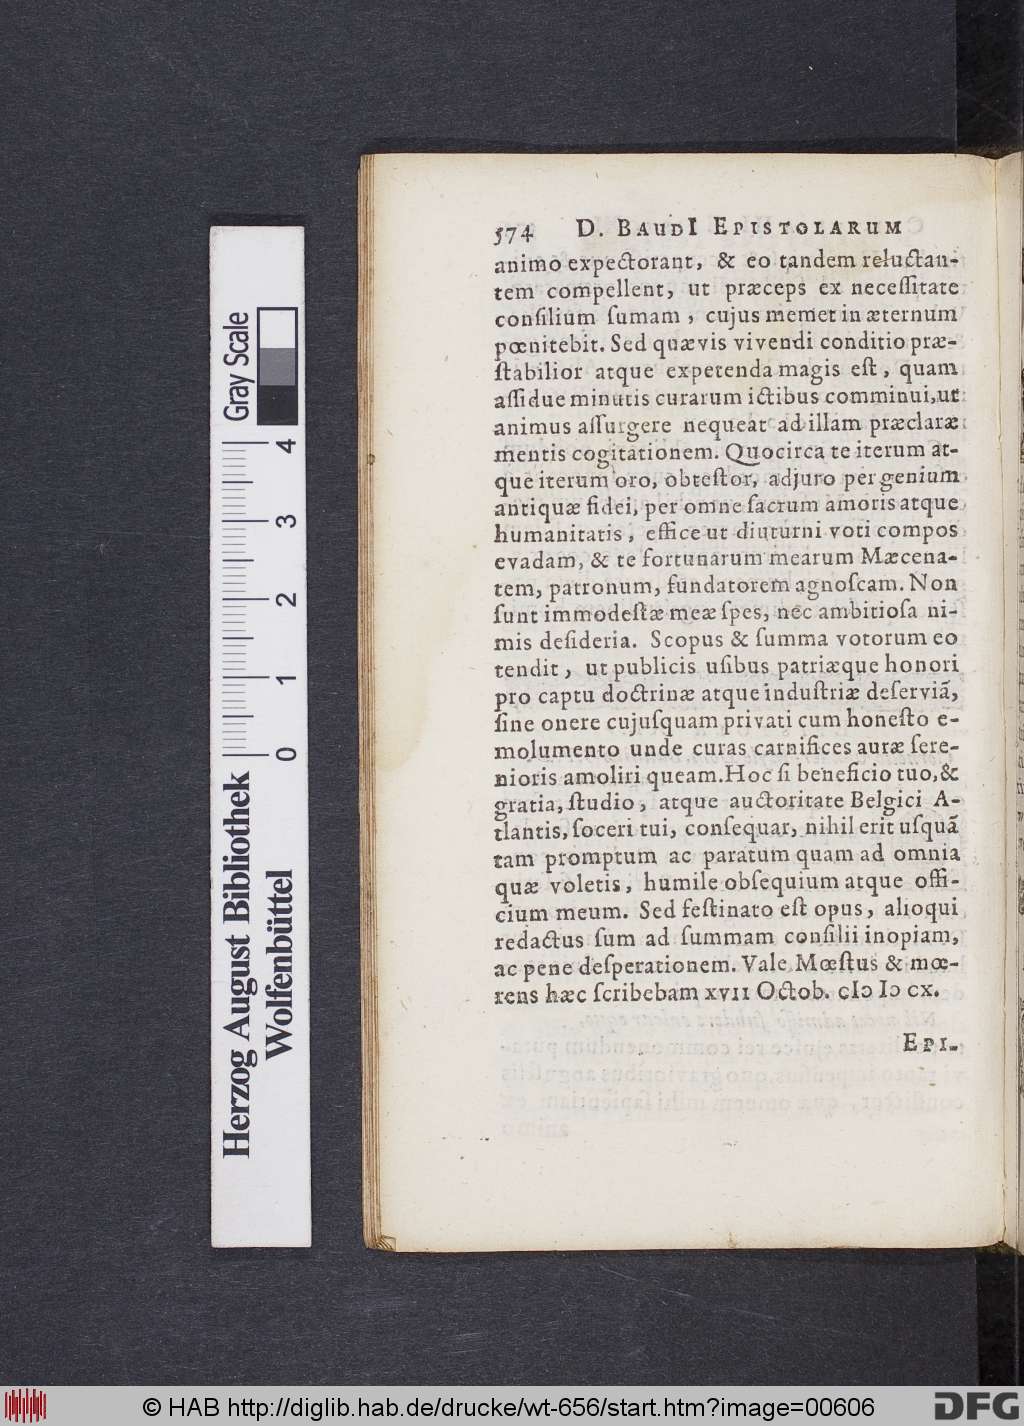 574 D. BAUDI EPISTOLARUM
animo expectorant, & eo tandem reluctan-
tem compellent, ut præceps ex neceſſitate
conſilium ſumam, cujus memet in æternum
pœnitebit. Sed quævis vivendi conditio præ-
ſtabilior atque expetenda magis eſt, quam
aſſidue minutis curarum ictibus comminui, ut
animus aſſurgere nequeat ad illam præclaræ
mentis cogitationem. Quocirca te iterum at-
que iterum oro, obteſtor, adjuro per genium
antiquæ fidei, per omne ſacrum amoris atque
humanitatis, effice ut diuturni voti compos
evadam, & te fortunarum mearum Mæcena-
tem, patronum, fundatorem agnoſcam. Non
ſunt immodeſtæ meæ ſpes, nec ambitioſa ni-
mis deſideria. Scopus & ſumma votorum eo
tendit, ut publicis uſibus patriæque honori
pro captu doctrinæ atque induſtriæ deſerviā,
ſine onere cujuſquam privati cum honeſto e-
molumento unde curas carnifices auræ ſere-
nioris amoliri queam. Hoc ſi beneficio tuo, &
gratia, ſtudio, atque auctoritate Belgici A-
tlantis, ſoceri tui, conſequar, nihil erit uſquā
tam promptum ac paratum quam ad omnia
quæ voletis, humile obſequium atque offi-
cium meum. Sed feſtinato eſt opus, alioqui
redactus ſum ad ſummam conſilii inopiam,
ac pene deſperationem. Vale Mœſtus & mœ-
rens hæc ſcribebam XVII Octob. cIɔ Iɔ cx.
EPI-
Herzog August Bibliothek
Wolfenbüttel
0 1 2 3 4
Gray Scale
© HAB http://diglib.hab.de/drucke/wt-656/start.htm?image=00606
DFG